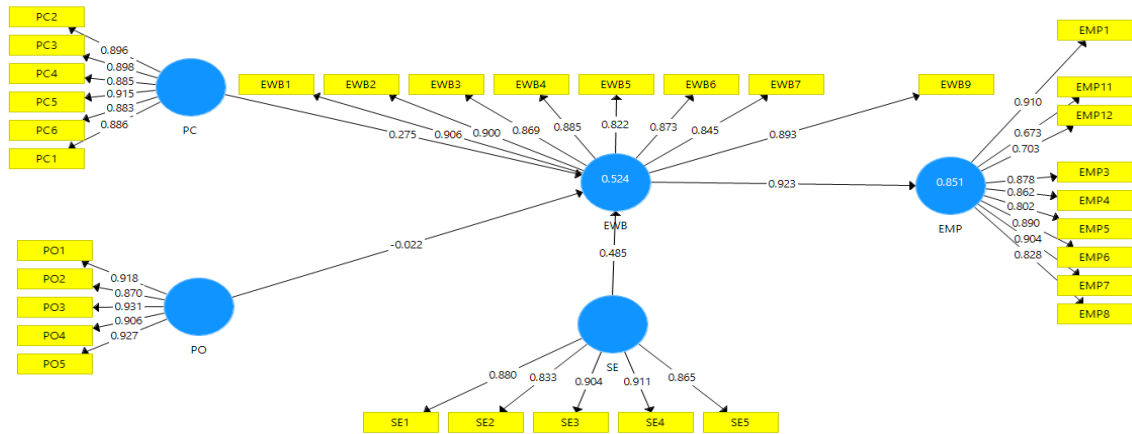 PC2
PC3
PC4
PC5
PC6
PC1
0.896
0.898
0.885
0.915
0.883
0.886
PC
0.275
EWB1
EWB2
EWB3
EWB4
EWB5
EWB6
EWB7
EWB9
0.906
0.900
0.869
0.885
0.822
0.873
0.845
0.893
0.524
EWB
0.923
0.851
EMP
EMP1
EMP11
EMP12
EMP3
EMP4
EMP5
EMP6
EMP7
EMP8
0.910
0.673
0.703
0.878
0.862
0.802
0.890
0.904
0.828
PO1
PO2
PO3
PO4
PO5
0.918
0.870
0.931
0.906
0.927
PO
-0.022
0.485
SE
0.880
0.833
0.904
0.911
0.865
SE1
SE2
SE3
SE4
SE5